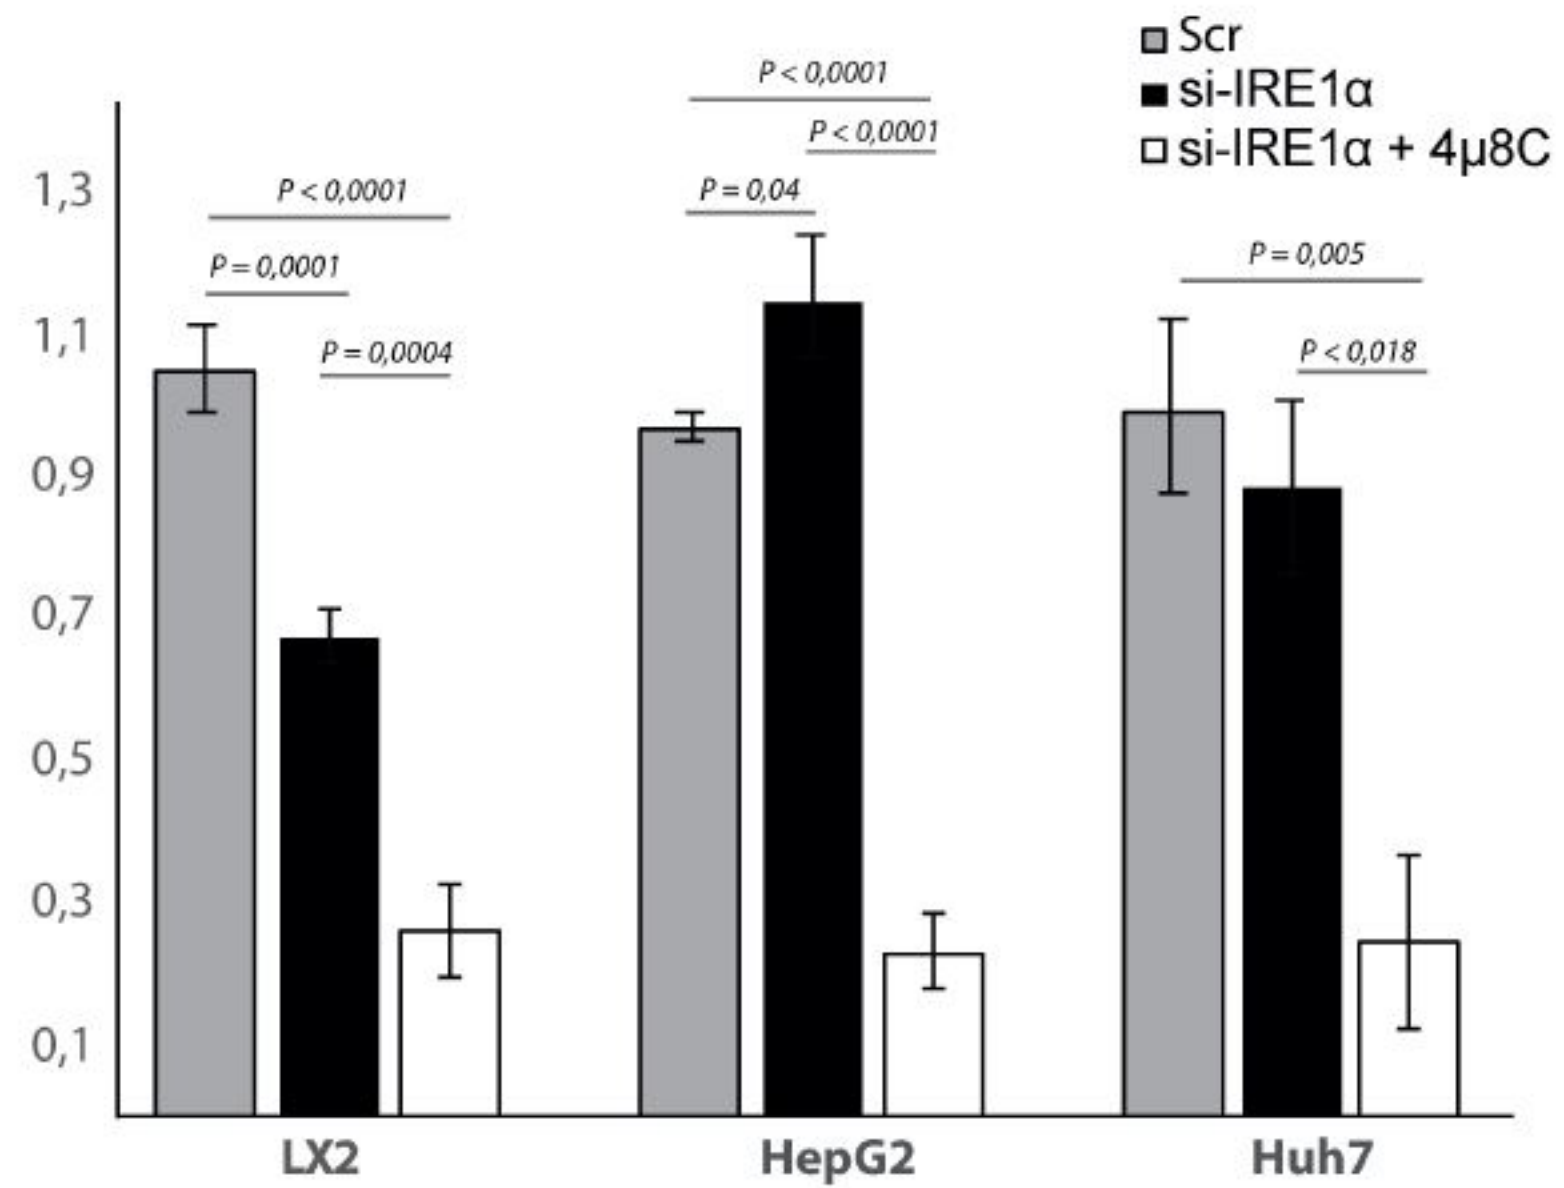 Scr
si-IRE1α
si-IRE1α + 4µ8C
P < 0,0001
P < 0,0001
P = 0,04
P < 0,0001
P = 0,0001
P = 0,0004
P = 0,005
P < 0,018
1,3
1,1
0,9
0,7
0,5
0,3
0,1
LX2
HepG2
Huh7